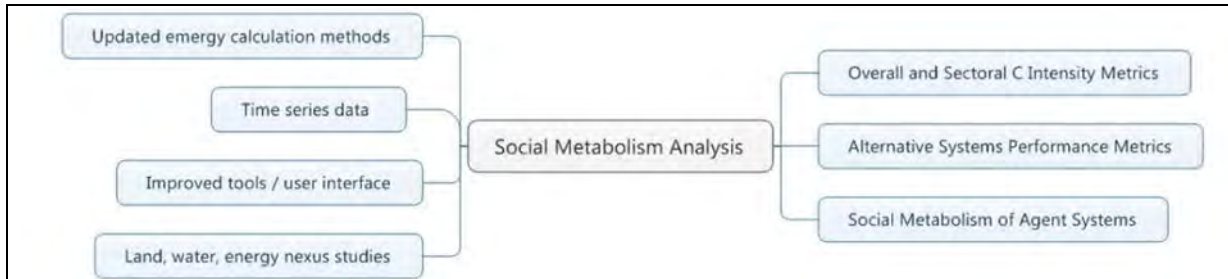 Updated emergy calculation methods
Time series data
Improved tools / user interface
Land, water, energy nexus studies
Social Metabolism Analysis
Overall and Sectoral C Intensity Metrics
Alternative Systems Performance Metrics
Social Metabolism of Agent Systems